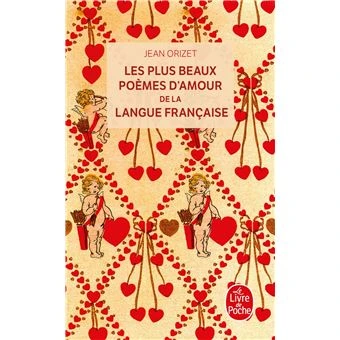 JEAN ORIZET
LES PLUS BEAUX
POÈMES D'AMOUR
DE LA
LANGUE FRANÇAISE
Le
Livre
de
Poche